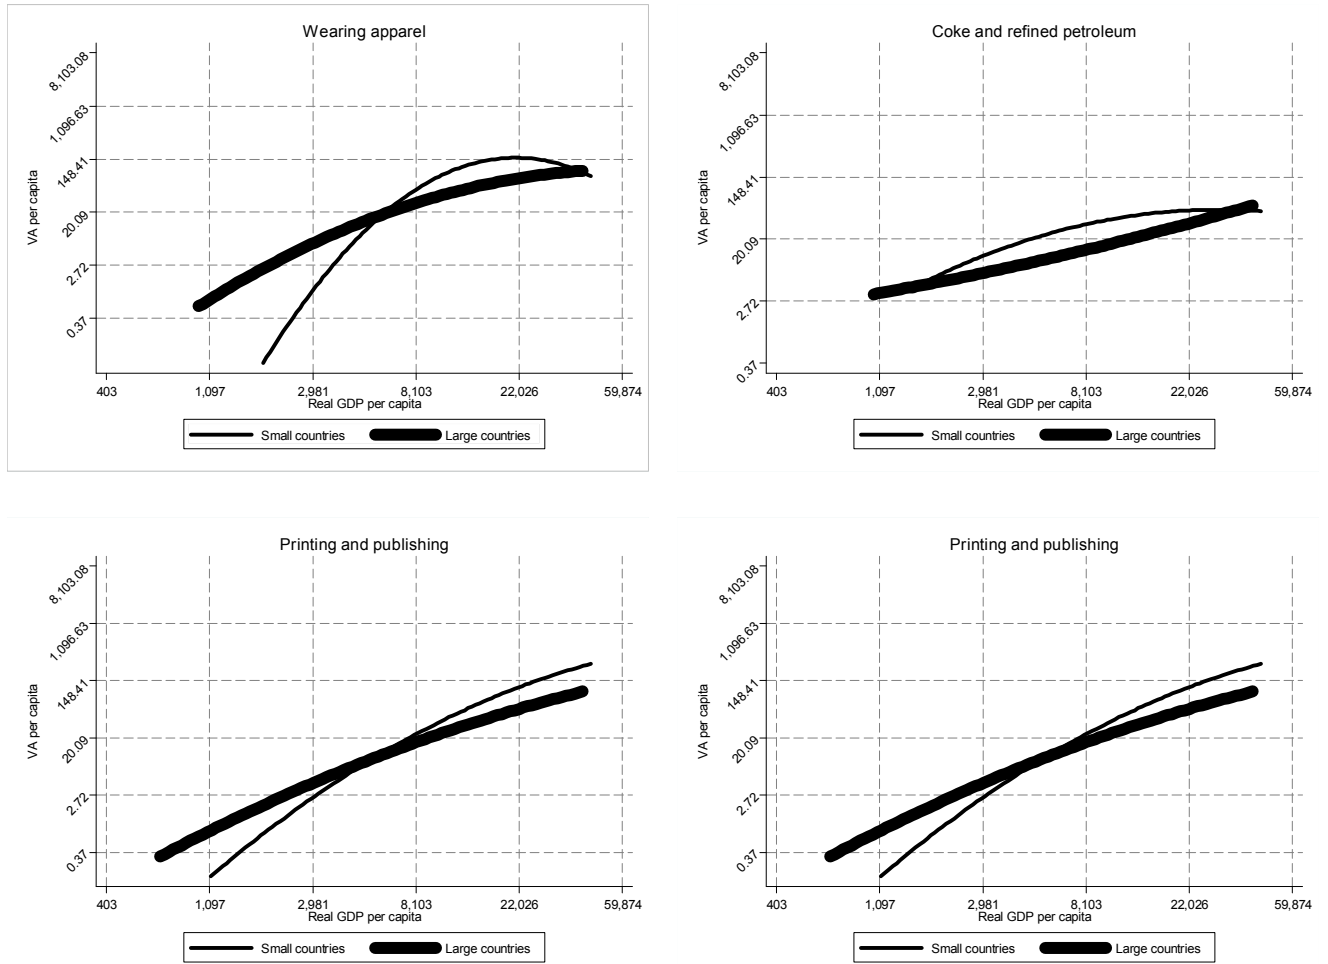 Wearing apparel
VA per capita
8,103.08
1,096.63
148.41
20.09
2.72
0.37
403 1,097 2,981 8,103 22,026 59,874
Real GDP per capita
Small countries Large countries
Coke and refined petroleum
VA per capita
8,103.08
1,096.63
148.41
20.09
2.72
0.37
403 1,097 2,981 8,103 22,026 59,874
Real GDP per capita
Small countries Large countries
Printing and publishing
VA per capita
8,103.08
1,096.63
148.41
20.09
2.72
0.37
403 1,097 2,981 8,103 22,026 59,874
Real GDP per capita
Small countries Large countries
Printing and publishing
VA per capita
8,103.08
1,096.63
148.41
20.09
2.72
0.37
403 1,097 2,981 8,103 22,026 59,874
Real GDP per capita
Small countries Large countries